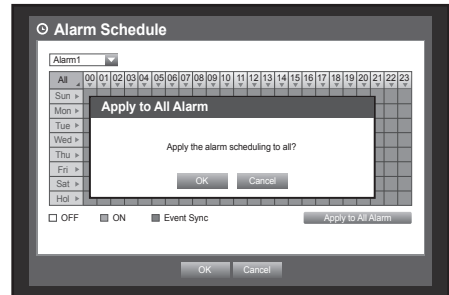 Alarm Schedule
Alarm1
All 00 01 02 03 04 05 06 07 08 09 10 11 12 13 14 15 16 17 18 19 20 21 22 23
Sun
Mon
Tue
Wed
Thu
Fri
Sat
Hol
Apply to All Alarm
Apply the alarm scheduling to all?
OK Cancel
OFF ON Event Sync Apply to All Alarm
OK Cancel